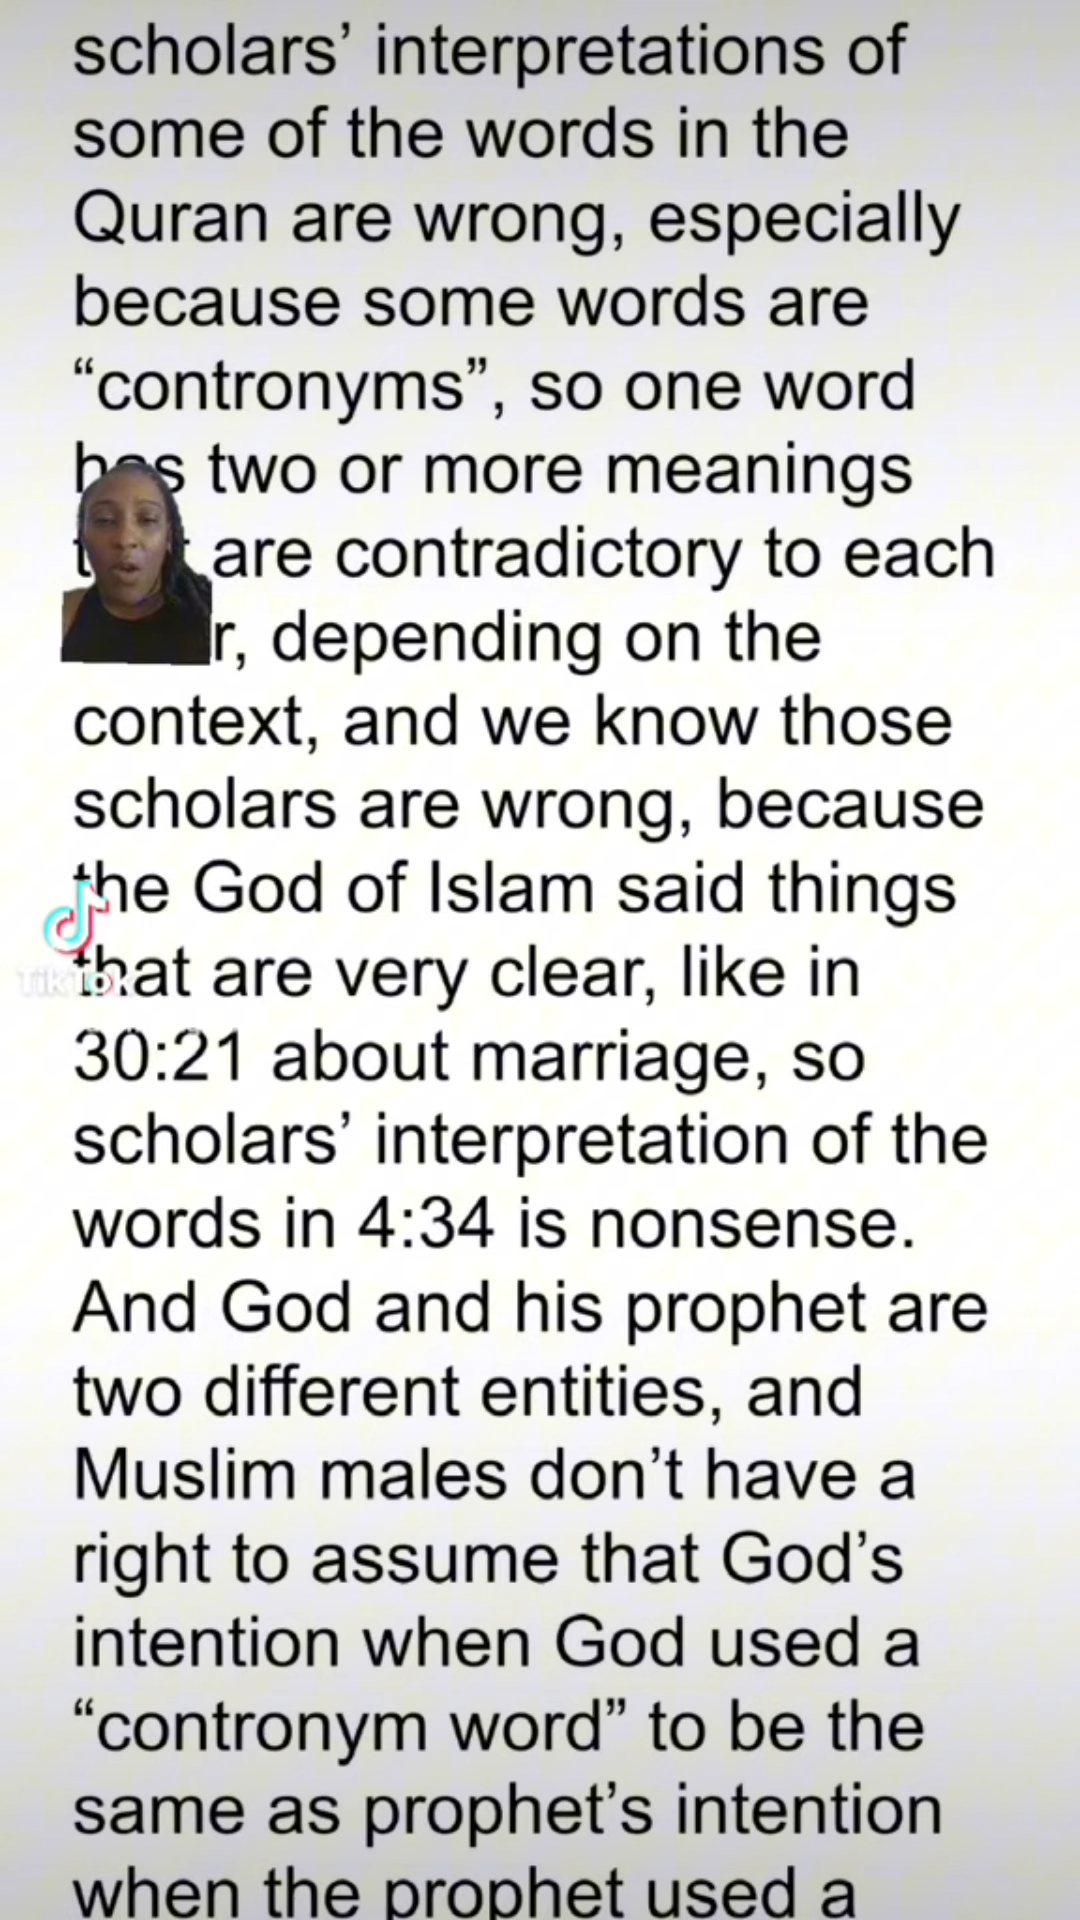 scholars’ interpretations of
some of the words in the
Quran are wrong, especially
because some words are
“contronyms”, so one word
has two or more meanings
are contradictory to each
r, depending on the
context, and we know those
scholars are wrong, because
the God of Islam said things
that are very clear, like in
30:21 about marriage, so
scholars’ interpretation of the
words in 4:34 is nonsense.
And God and his prophet are
two different entities, and
Muslim males don’t have a
right to assume that God’s
intention when God used a
“contronym word” to be the
same as prophet’s intention
when the prophet used a
TikTok